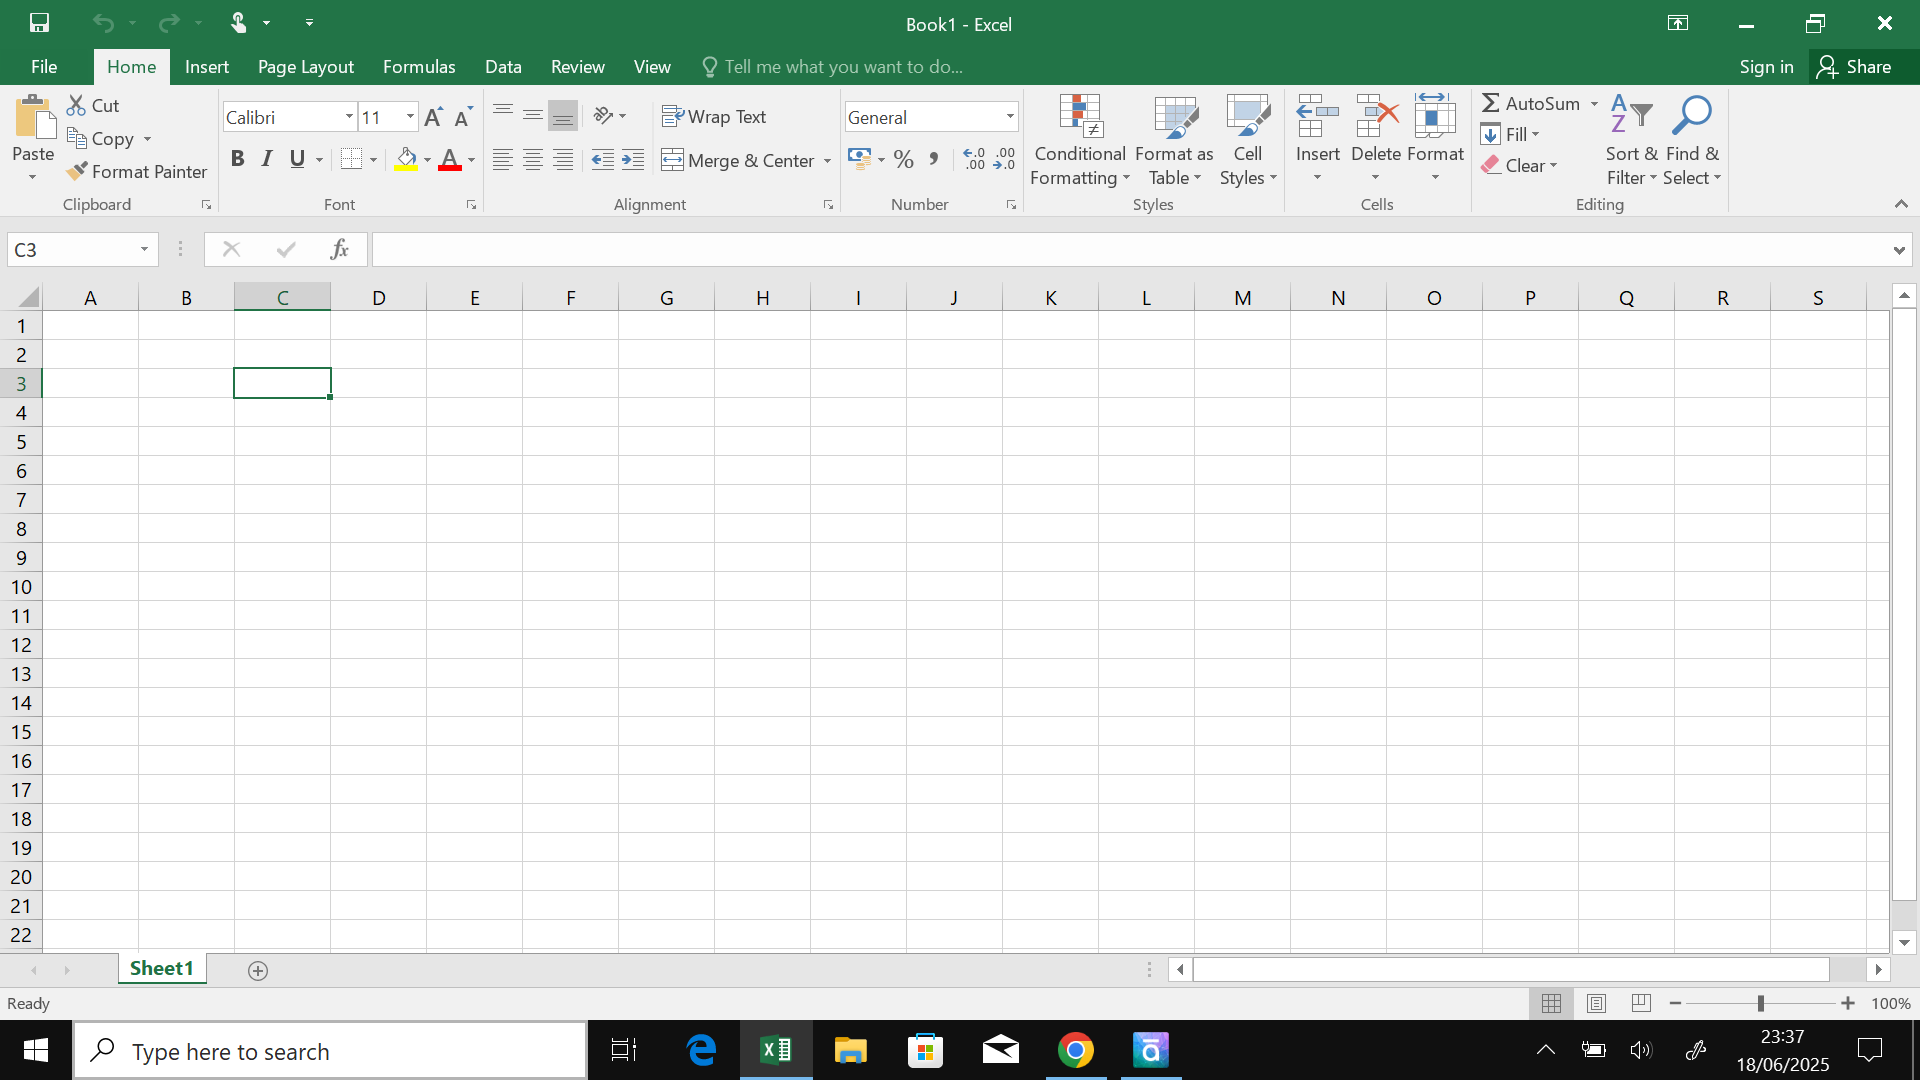 Book1 - Excel
File Home Insert Page Layout Formulas Data Review View Tell me what you want to do... Sign in Share
Paste Cut Copy Format Painter Clipboard
Calibri 11 B I U A Font
Wrap Text Merge & Center Alignment
General % Number
Conditional Formatting Format as Table Cell Styles Styles
Insert Delete Format Cells
AutoSum Fill Clear Sort & Filter Find & Select Editing
C3 fx
A B C D E F G H I J K L M N O P Q R S
1
2
3
4
5
6
7
8
9
10
11
12
13
14
15
16
17
18
19
20
21
22
Sheet1
Ready 100%
Type here to search
23:37
18/06/2025